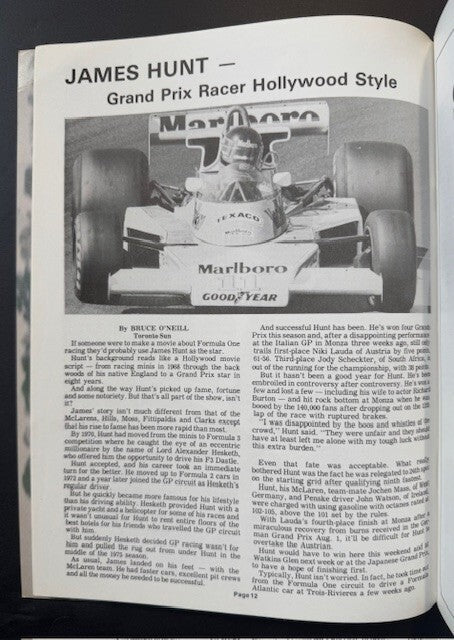 JAMES HUNT —
Grand Prix Racer Hollywood Style
Marlboro
TEXACO
Marlboro
GOODYEAR
By BRUCE O'NEILL
Toronto Sun
If someone were to make a movie about Formula One
racing they'd probably use James Hunt as the star.
Hunt's background reads like a Hollywood movie
script — from racing minis in 1968 through the back
woods of his native England to a Grand Prix star in
eight years.
And along the way Hunt's picked up fame, fortune
and some notoriety. But that's all part of the show, isn't
it?
James' story isn't much different from that of the
McLarens, Hills, Moss, Fittipaldis and Clarks except
that his rise to fame has been more rapid than most.
By 1970, Hunt had moved from the minis to Formula 3
competition where he caught the eye of an eccentric
millionaire by the name of Lord Alexander Hesketh,
who offered him the opportunity to drive his F3 Dastle.
Hunt accepted, and his career took an immediate
turn for the better. He moved up to Formula 2 cars in
1972 and a year later joined the GP circuit as Hesketh's
regular driver.
But he quickly became more famous for his lifestyle
than his driving ability. Hesketh provided Hunt with a
private yacht and a helicopter for some of his races and
it wasn't unusual for Hunt to rent entire floors of the
best hotels for his friends who travelled the GP circuit
with him.
But suddenly Hesketh decided GP racing wasn't for
him and pulled the rug out from under Hunt in the
middle of the 1975 season.
As usual, James landed on his feet — with the
McLaren team. He had faster cars, excellent pit crews
and all the money he needed to be successful.
And successful Hunt has been. He's won four Grand
Prix this season and, after a disappointing performance
at the Italian GP in Monza three weeks ago, still only
trails first-place Niki Lauda of Austria by five points
61-56. Third-place Jody Scheckter, of South Africa, is
out of the running for the championship, with 36 points.
But it hasn't been a good year for Hunt. He's been
embroiled in controversy after controversy. He's won a
few and lost a few — including his wife to actor Richard
Burton — and hit rock bottom at Monza when he was
booed by the 140,000 fans after dropping out on the
lap of the race with ruptured brakes.
"I was disappointed by the boos and whistles of the
crowd," Hunt said. "They were unfair and they should
have at least left me alone with my tough luck without
this extra burden."
Even that fate was acceptable. What really
bothered Hunt was the fact he was relegated to
on the starting grid after qualifying ninth fastest.
Hunt, his McLaren, team-mate Jochen Mass, of West
Germany, and Penske driver John Watson, of Ireland,
were charged with using gasoline with octanes rated at
102-105, above the 101 set by the rules.
With Lauda's fourth-place finish at Monza after a
miraculous recovery from burns received in the Ger-
man Grand Prix Aug. 1, it'll be difficult for Hunt to
overtake the Austrian.
Hunt would have to win here this weekend and at
Watkins Glen next week or at the Japanese Grand Prix
to have a hope of finishing first.
Typically, Hunt isn't worried. In fact, he took time out
from the Formula One circuit to drive a Formula
Atlantic car at Trois-Rivieres a few weeks ago.
Page 12